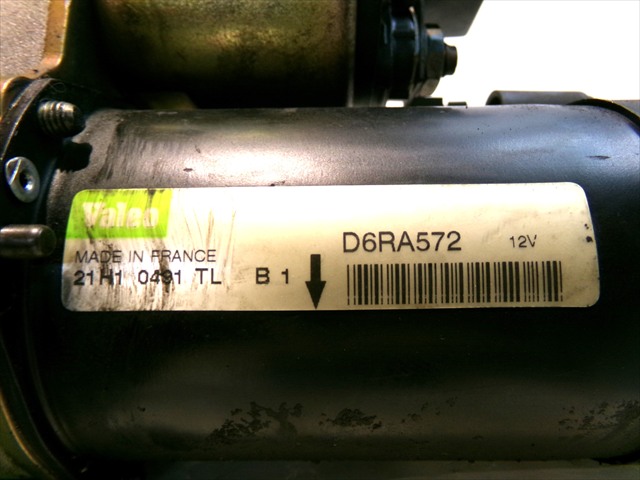 Valeo
MADE IN FRANCE
21H1 0491 TL B 1
D6RA572 12V